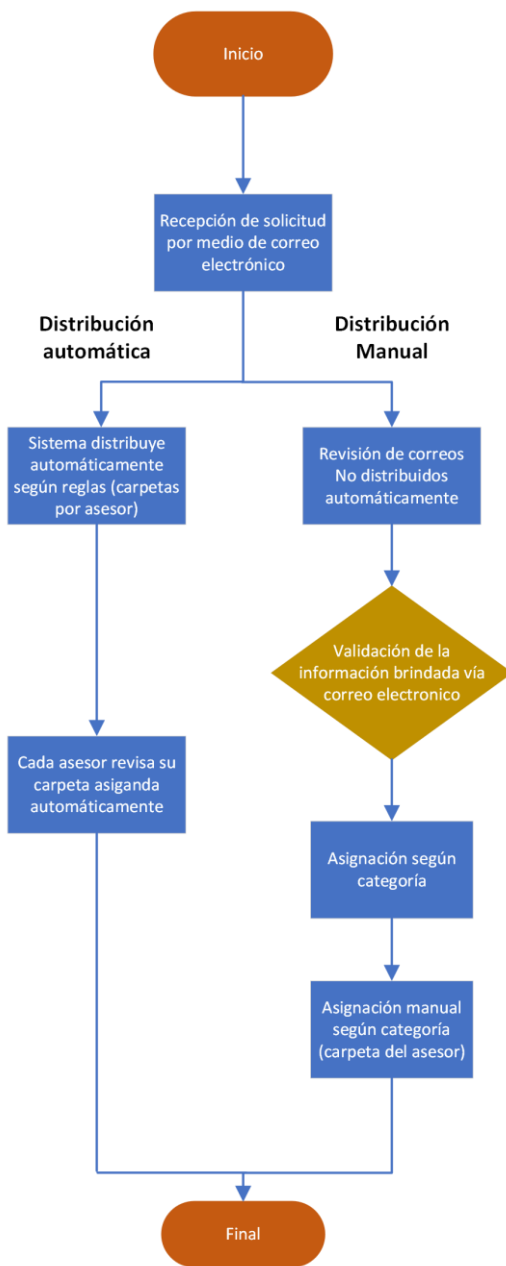 Inicio
Recepción de solicitud
por medio de correo
electrónico
Distribución
automática
Distribución
Manual
Sistema distribuye
automáticamente
según reglas (carpetas
por asesor)
Revisión de correos
No distribuidos
automáticamente
Validación de la
información brindada vía
correo electronico
Cada asesor revisa su
carpeta asiganda
automáticamente
Asignación según
categoría
Asignación manual
según categoría
(carpeta del asesor)
Final